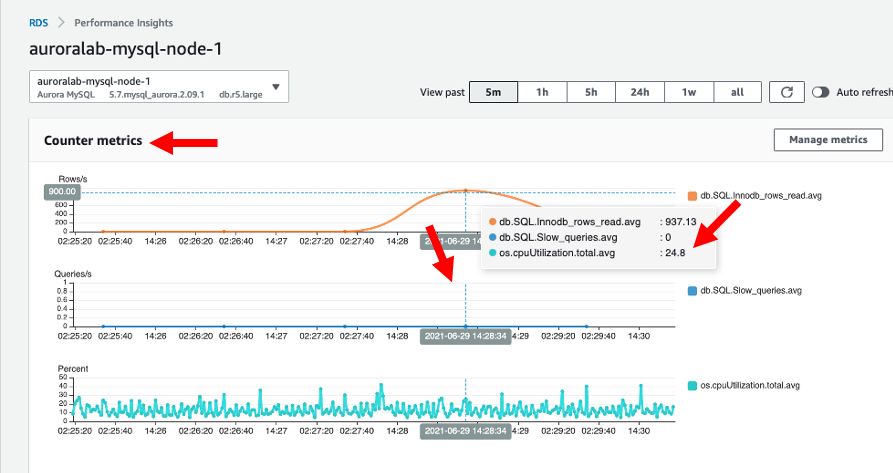 RDS > Performance Insights
auroralab-mysql-node-1
auroralab-mysql-node-1
Aurora MySQL 5.7.mysql_aurora.2.09.1 db.r5.large
View past 5m 1h 5h 24h 1w all Auto refresh
Counter metrics Manage metrics
Rows/s
900.00
600
400
200
0
db.SQL.Innodb_rows_read.avg
02:25:20 02:25:40 14:26 02:26:20 02:26:40 14:27 02:27:20 02:27:40 14:28 2021-06-29 14:28:34
db.SQL.Innodb_rows_read.avg : 937.13
db.SQL.Slow_queries.avg : 0
os.cpuUtilization.total.avg : 24.8
Queries/s
1
0.8
0.6
0.4
0.2
0
db.SQL.Slow_queries.avg
02:25:20 02:25:40 14:26 02:26:20 02:26:40 14:27 02:27:20 02:27:40 14:28 2021-06-29 14:28:34 4:29 02:29:20 02:29:40 14:30
Percent
50
40
30
20
10
0
os.cpuUtilization.total.avg
02:25:20 02:25:40 14:26 02:26:20 02:26:40 14:27 02:27:20 02:27:40 14:28 2021-06-29 14:28:34 4:29 02:29:20 02:29:40 14:30